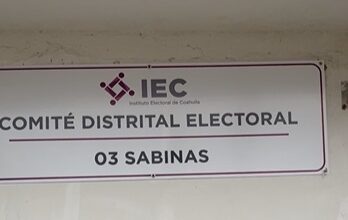 IEC
Instituto Electoral de Coahuila
COMITÉ DISTRITAL ELECTORAL
03 SABINAS